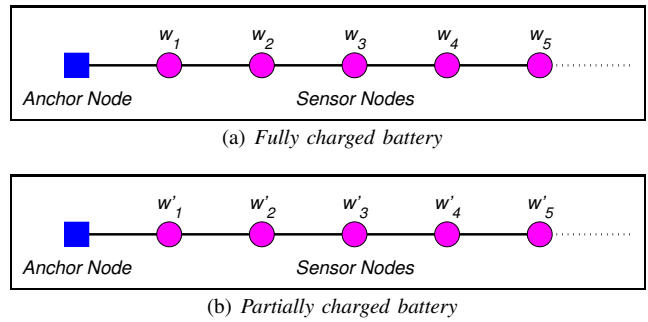 w1 w2 w3 w4 w5
Anchor Node Sensor Nodes
(a) Fully charged battery
w'1 w'2 w'3 w'4 w'5
Anchor Node Sensor Nodes
(b) Partially charged battery